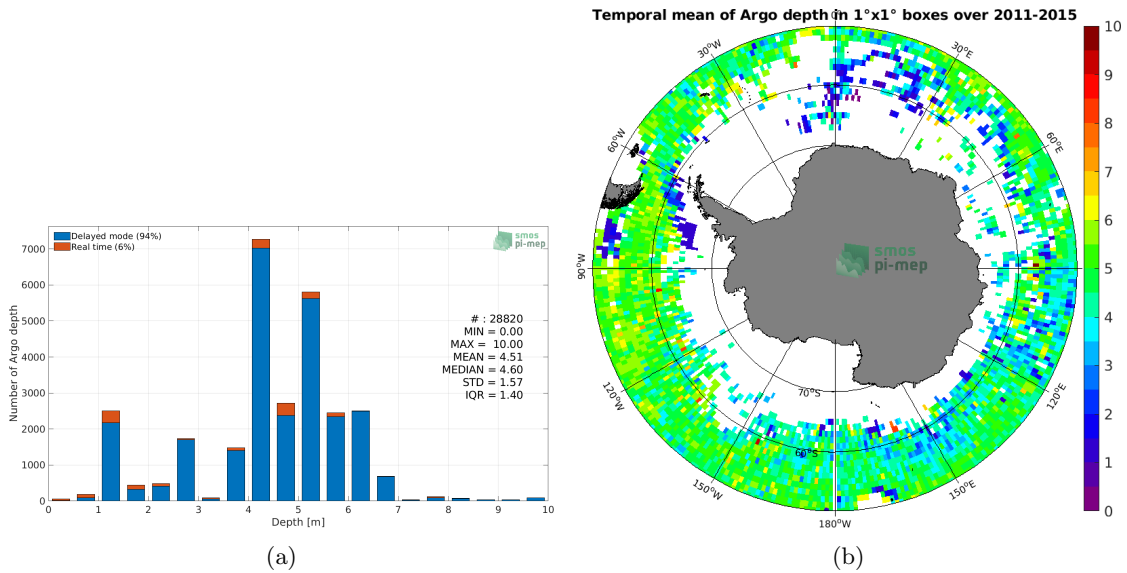 Delayed mode (94%)
Real time (6%)
smos
pi-mep
Number of Argo depth
7000
6000
5000
4000
3000
2000
1000
0
# : 28820
MIN = 0.00
MAX = 10.00
MEAN = 4.51
MEDIAN = 4.60
STD = 1.57
IQR = 1.40
0 1 2 3 4 5 6 7 8 9 10
Depth [m]
(a)
Temporal mean of Argo depth in 1°x1° boxes over 2011-2015
30°W
30°E
60°W
60°E
90°W
smos
pi-mep
120°W
120°E
70°S
60°S
150°W
150°E
180°W
10
9
8
7
6
5
4
3
2
1
0
(b)